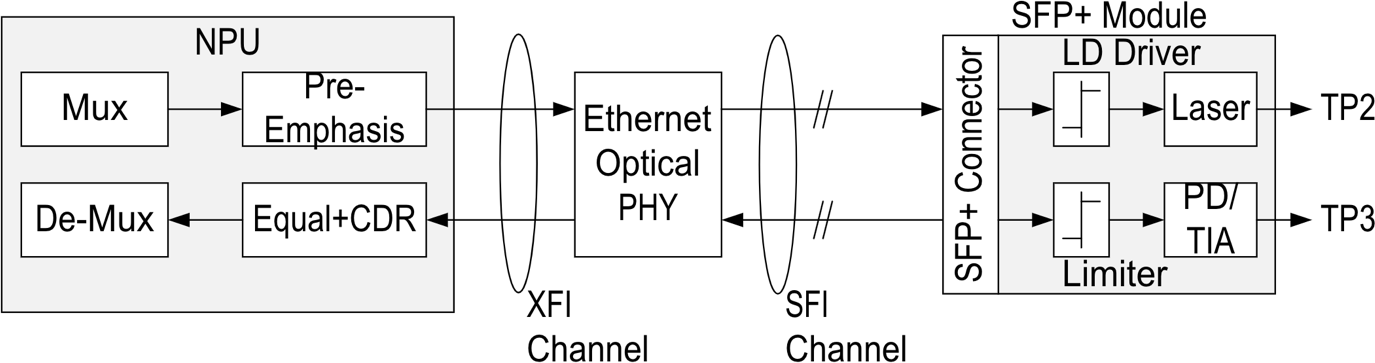 NPU
Mux
Pre-
Emphasis
De-Mux
Equal+CDR
XFI
Channel
Ethernet
Optical
PHY
SFI
Channel
SFP+ Module
SFP+ Connector
LD Driver
Laser
TP2
Limiter
PD/
TIA
TP3